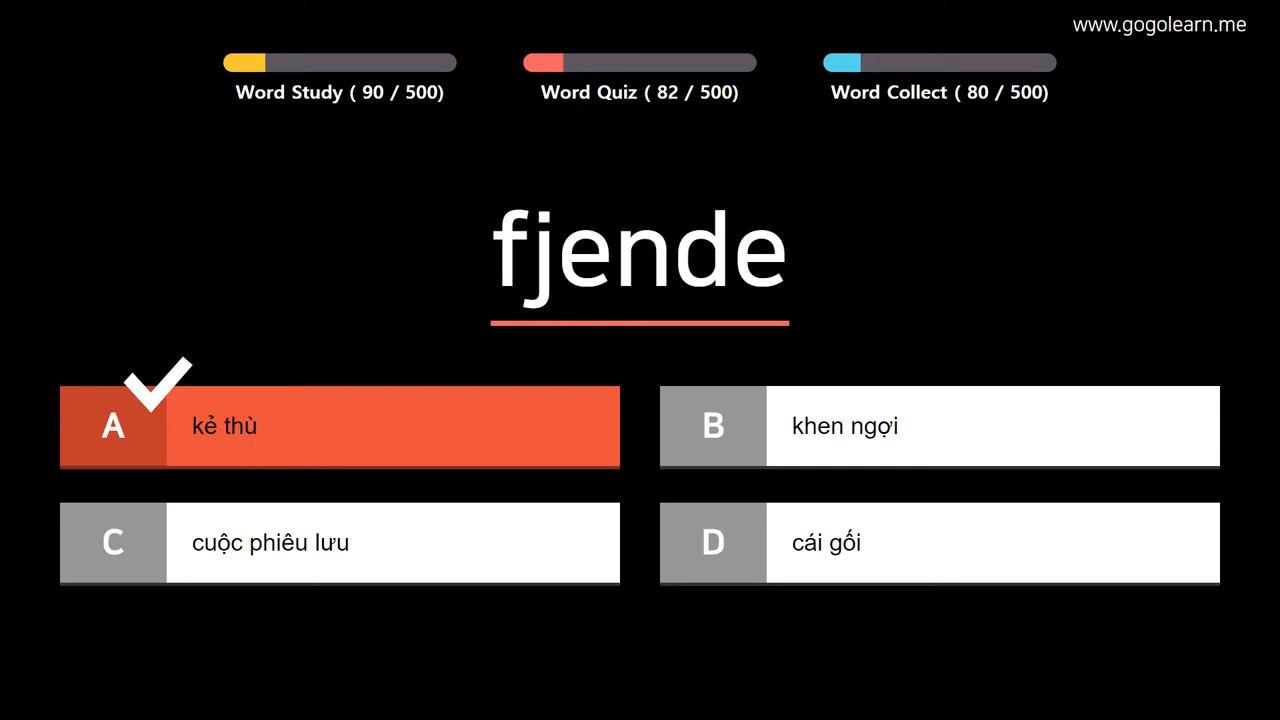 www.gogolearn.me
Word Study ( 90 / 500)
Word Quiz ( 82 / 500)
Word Collect ( 80 / 500)
fjende
A kẻ thù
B khen ngợi
C cuộc phiêu lưu
D cái gối